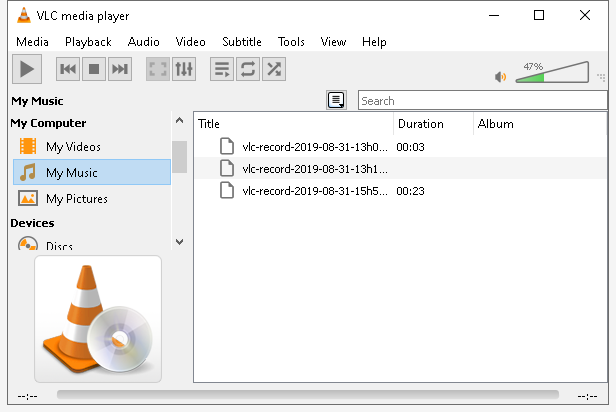 VLC media player
Media Playback Audio Video Subtitle Tools View Help
47%
My Music
Search
My Computer
My Videos
My Music
My Pictures
Devices
Discs
Title Duration Album
vlc-record-2019-08-31-13h0... 00:03
vlc-record-2019-08-31-13h1...
vlc-record-2019-08-31-15h5... 00:23
--:-- --:--